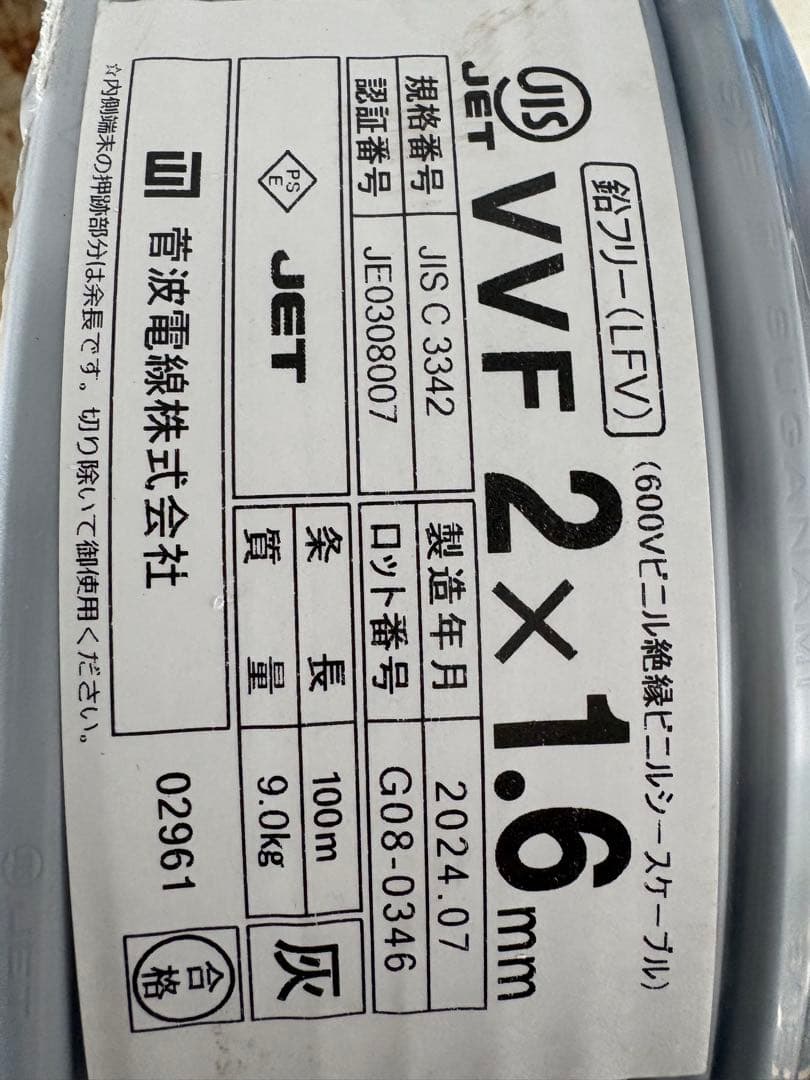 鉛フリー(LFV)
(600Vビニル絶縁ビニルシースケーブル)
JIS
JET
VVF 2×1.6mm
規格番号 JIS C 3342
認証番号 JE0308007
製造年月 2024.07
ロット番号 G08-0346
PS
E
JET
条長 100m
質量 9.0kg
灰
菅波電線株式会社
02961
合格
☆内側端末の押跡部分は余長です。切り除いて御使用ください。